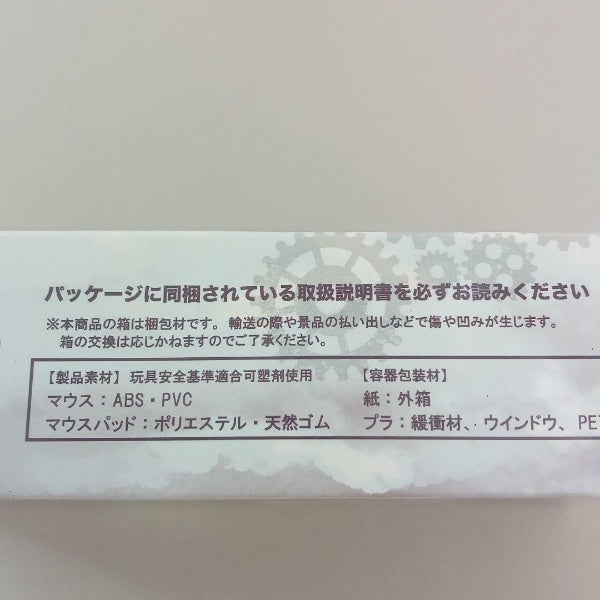 パッケージに同梱されている取扱説明書を必ずお読みください
※本商品の箱は梱包材です。輸送の際や景品の払い出しなどで傷や凹みが生じます。
箱の交換は応じかねますのでご了承ください。
【製品素材】玩具安全基準適合可塑剤使用
マウス：ABS・PVC
マウスパッド：ポリエステル・天然ゴム
【容器包装材】
紙：外箱
プラ：緩衝材、ウインドウ、PET